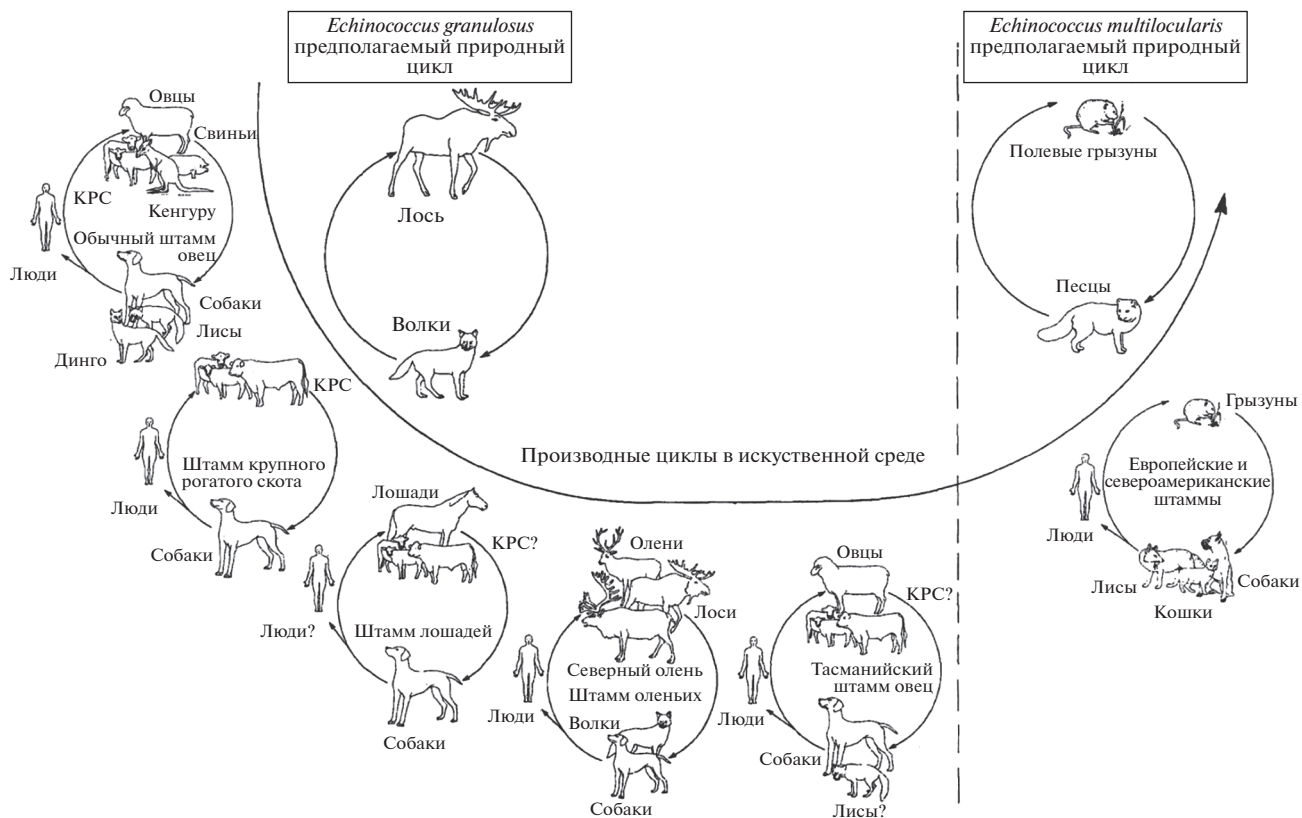 Echinococcus granulosus
предполагаемый природный
цикл
Echinococcus multilocularis
предполагаемый природный
цикл
Овцы
Свиньи
КРС
Кенгуру
Обычный штамм
овец
Люди
Собаки
Лисы
Динго
Лось
Волки
Полевые грызуны
Песцы
КРС
Штамм крупного
рогатого скота
Люди
Собаки
Производные циклы в искуственной среде
Лошади
КРС?
Люди?
Штамм лошадей
Собаки
Олени
Лоси
Северный олень
Штамм оленьих
Люди
Волки
Собаки
Овцы
КРС?
Тасманийский
штамм овец
Люди
Собаки
Лисы?
Грызуны
Европейские и
североамериканские
штаммы
Люди
Лисы
Собаки
Кошки